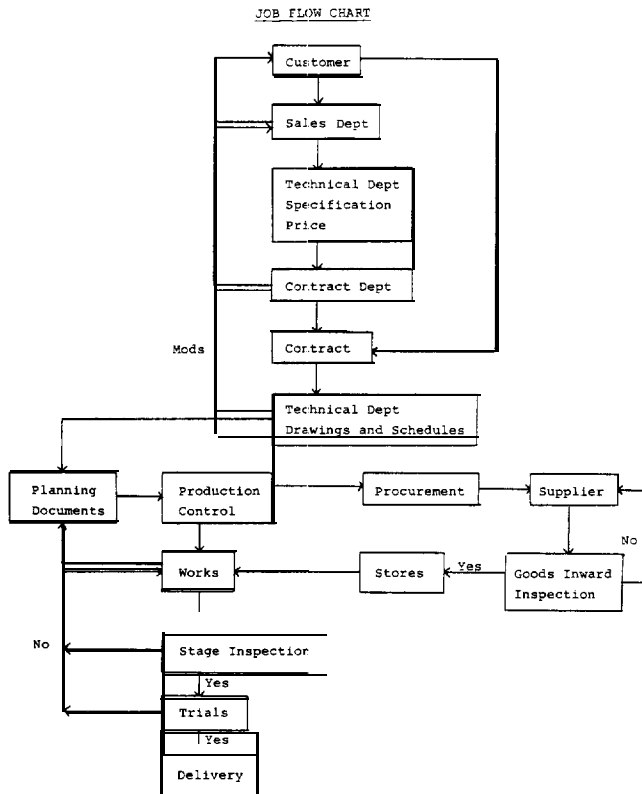 JOB FLOW CHART
Customer
Sales Dept
Technical Dept
Specification
Price
Contract Dept
Mods
Contract
Technical Dept
Drawings and Schedules
Planning
Documents
Production
Control
Procurement
Supplier
No
Works
Stores
Yes
Goods Inward
Inspection
No
Stage Inspection
Yes
Trials
Yes
Delivery